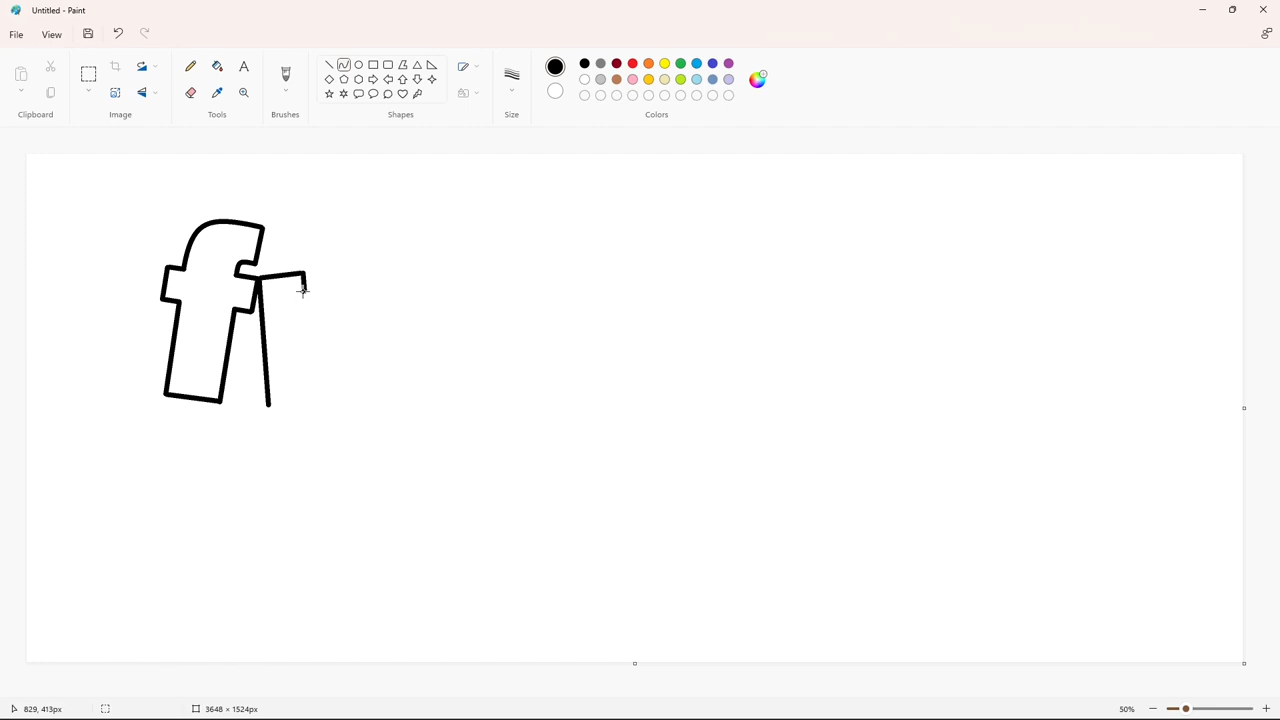 Untitled - Paint
File View
Clipboard
Image
Tools
Brushes
Shapes
Size
Colors
f
829, 413px
3648 × 1524px
50%